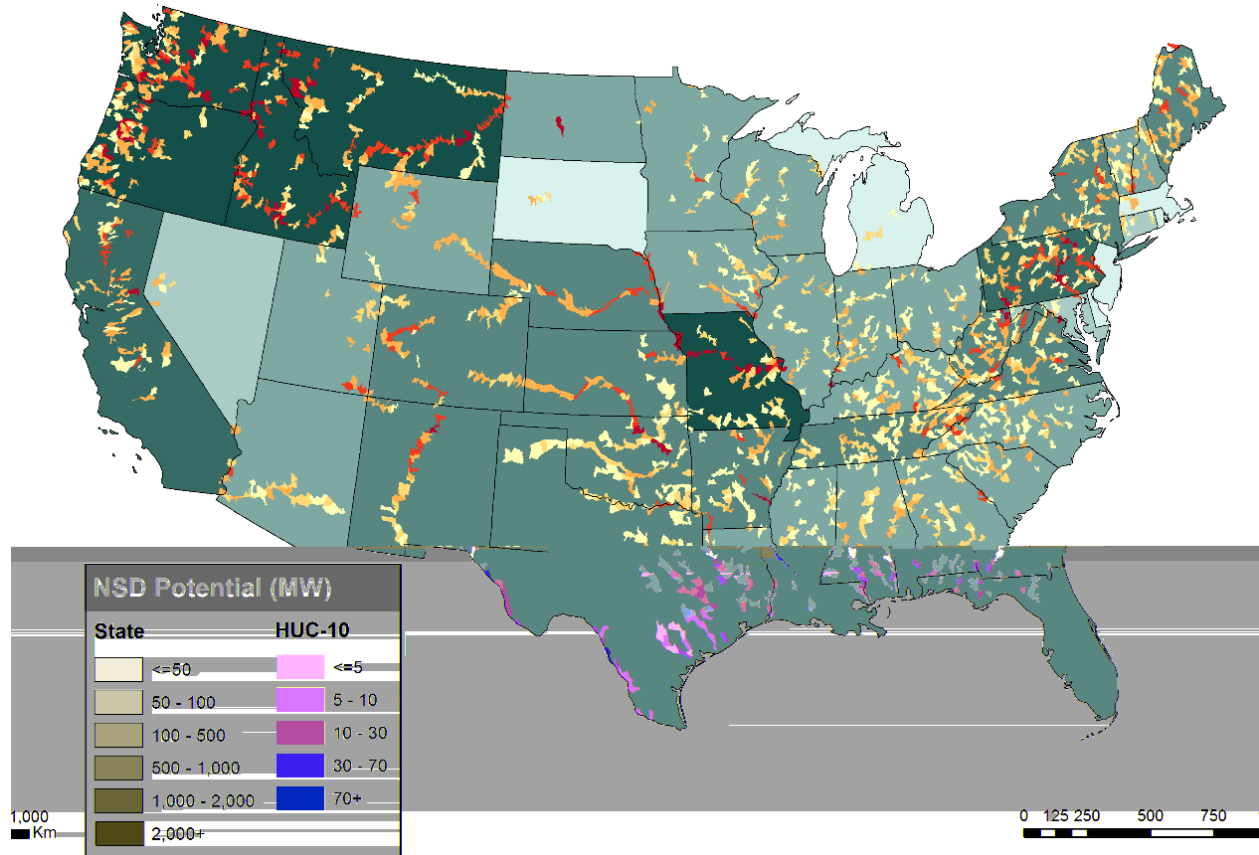 NSD Potential (MW)
State HUC-10
<=50 <=5
50 - 100 5 - 10
100 - 500 10 - 30
500 - 1,000 30 - 70
1,000 - 2,000 70+
2,000+
1,000
Km
0 125 250 500 750